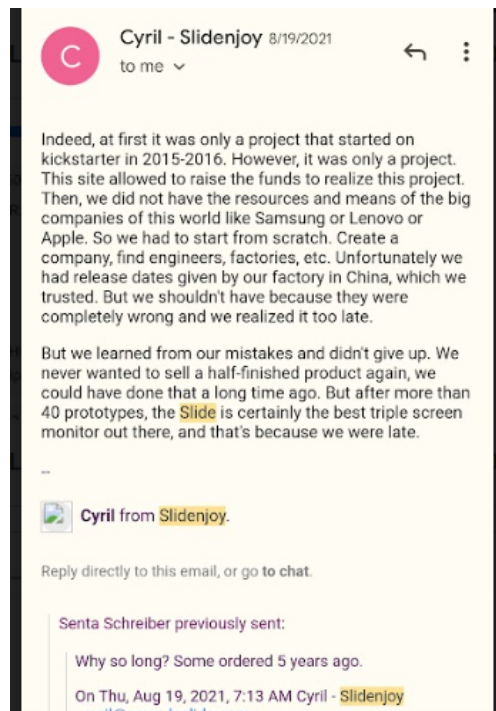 C
Cyril - Slidenjoy 8/19/2021
to me
Indeed, at first it was only a project that started on
kickstarter in 2015-2016. However, it was only a project.
This site allowed to raise the funds to realize this project.
Then, we did not have the resources and means of the big
companies of this world like Samsung or Lenovo or
Apple. So we had to start from scratch. Create a
company, find engineers, factories, etc. Unfortunately we
had release dates given by our factory in China, which we
trusted. But we shouldn't have because they were
completely wrong and we realized it too late.
But we learned from our mistakes and didn't give up. We
never wanted to sell a half-finished product again, we
could have done that a long time ago. But after more than
40 prototypes, the Slide is certainly the best triple screen
monitor out there, and that's because we were late.
--
Cyril from Slidenjoy.
Reply directly to this email, or go to chat.
Senta Schreiber previously sent:
Why so long? Some ordered 5 years ago.
On Thu, Aug 19, 2021, 7:13 AM Cyril - Slidenjoy